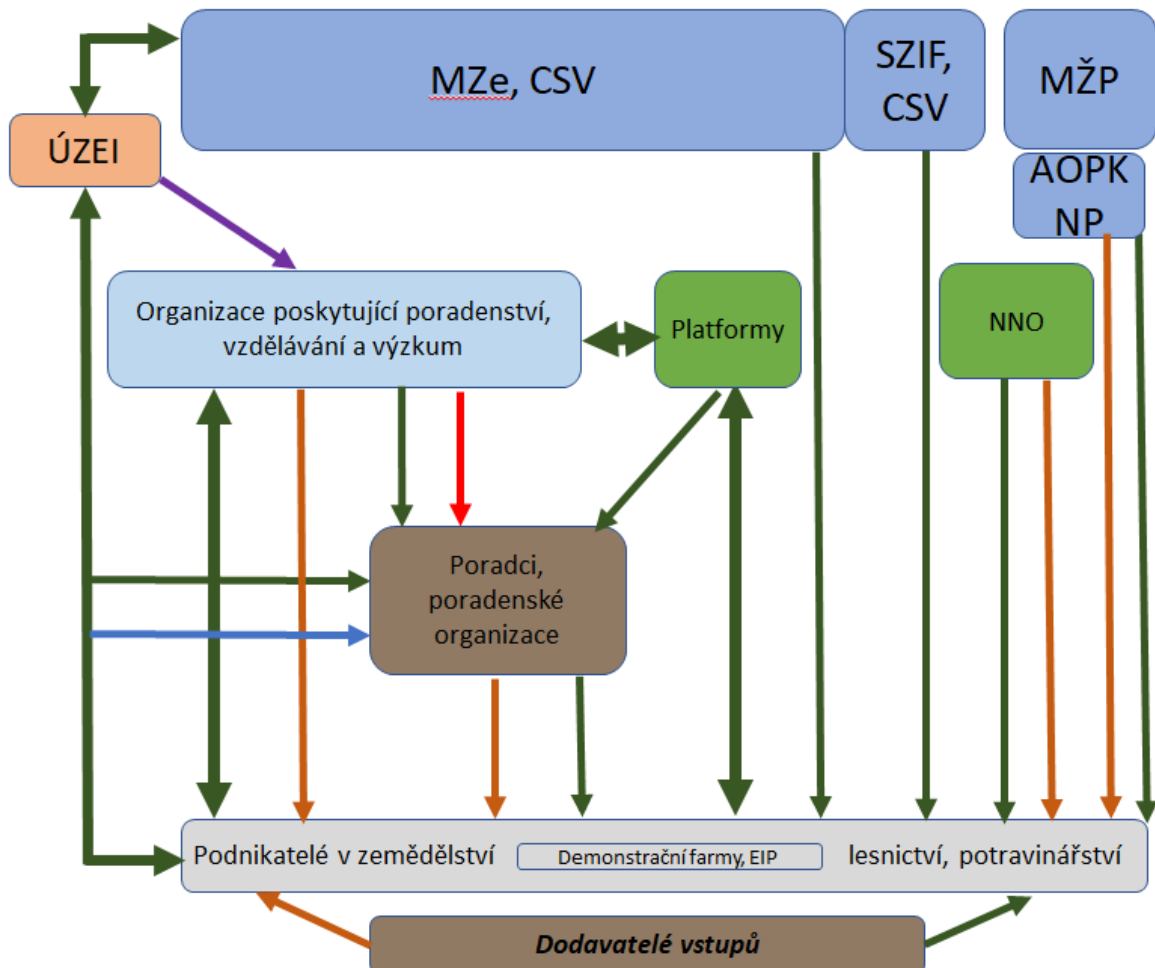 MZe, CSV
SZIF,
CSV
MŽP
ÚZEI
AOPK
NP
Organizace poskytující poradenství,
vzdělávání a výzkum
Platformy
NNO
Poradci,
poradenské
organizace
Podnikatelé v zemědělství
Demonstrační farmy, EIP
lesnictví, potravinářství
Dodavatelé vstupů